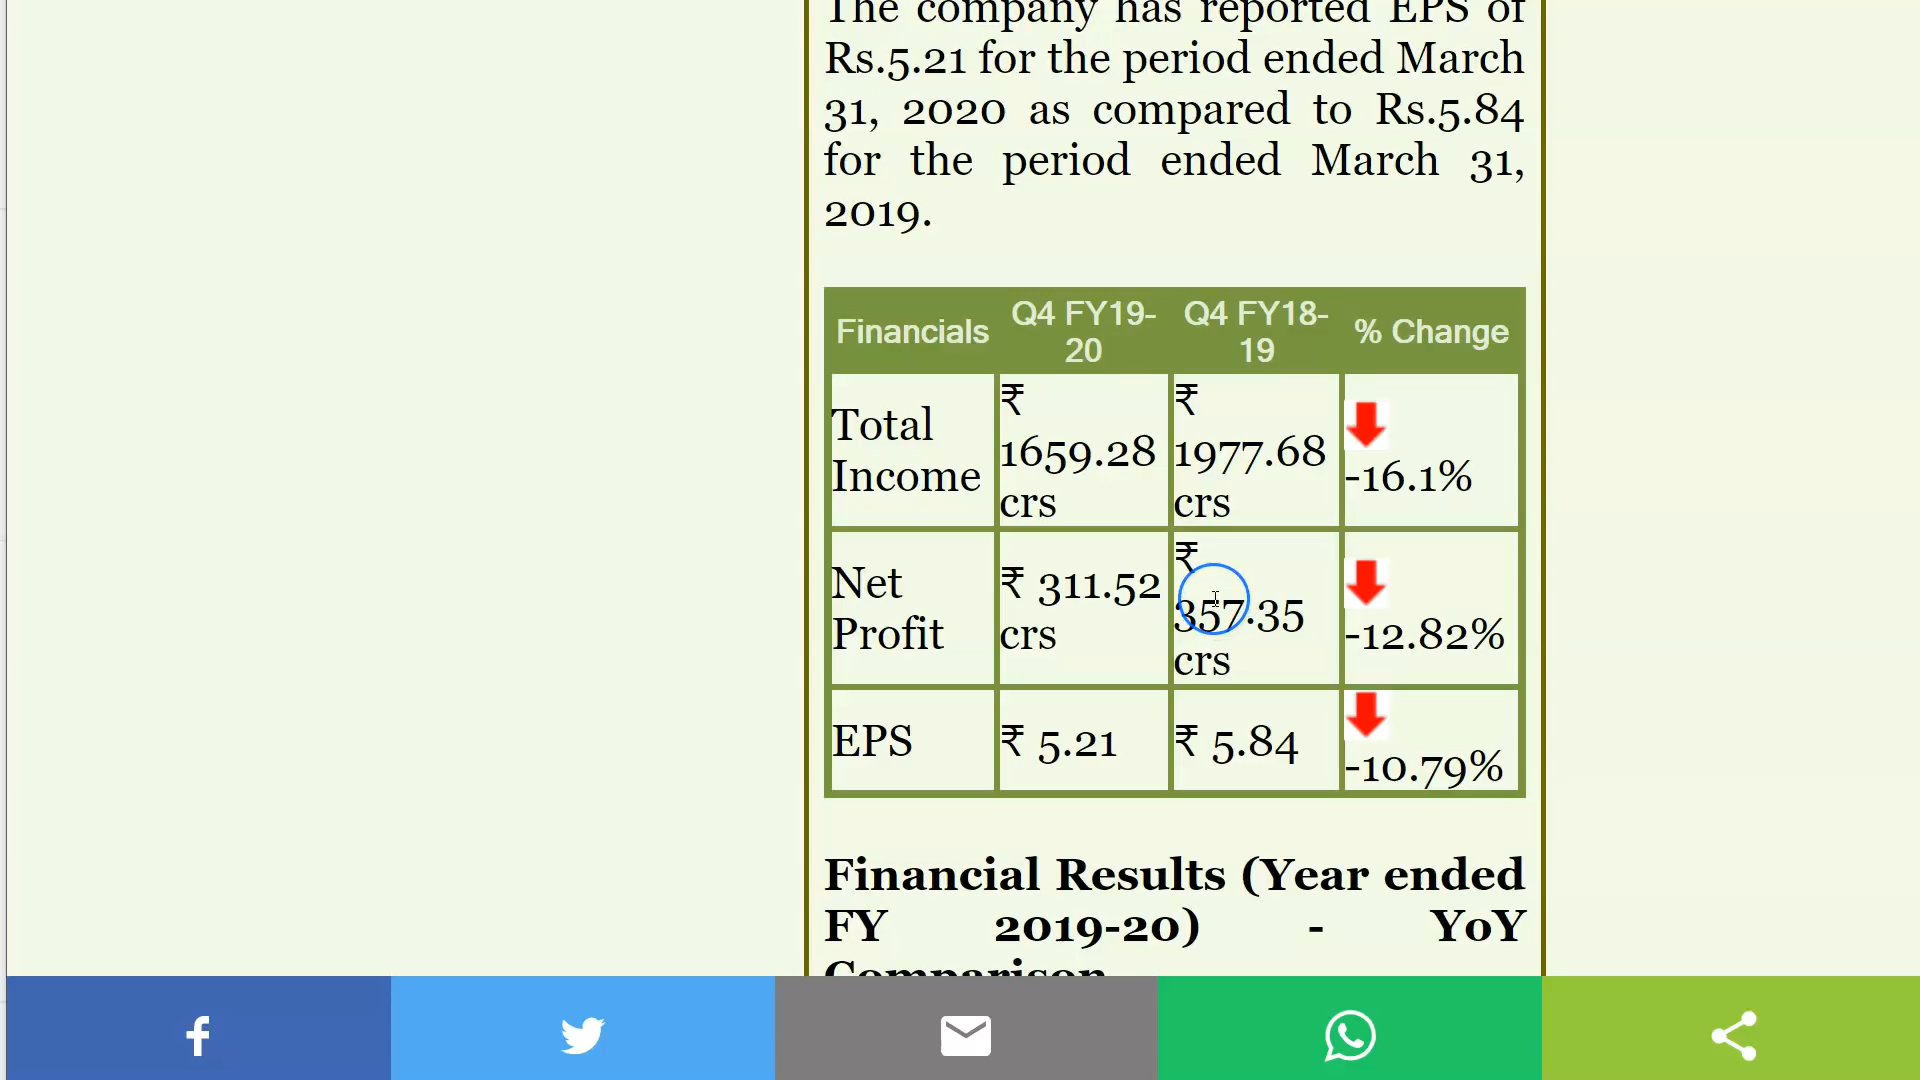 The company has reported EPS of
Rs.5.21 for the period ended March
31, 2020 as compared to Rs.5.84
for the period ended March 31,
2019.
Financials
Q4 FY19-
20
Q4 FY18-
19
% Change
Total
Income
₹
1659.28
crs
₹
1977.68
crs
-16.1%
Net
Profit
₹ 311.52
crs
₹
357.35
crs
-12.82%
EPS
₹ 5.21
₹ 5.84
-10.79%
Financial Results (Year ended
FY 2019-20) - YoY
Comparison